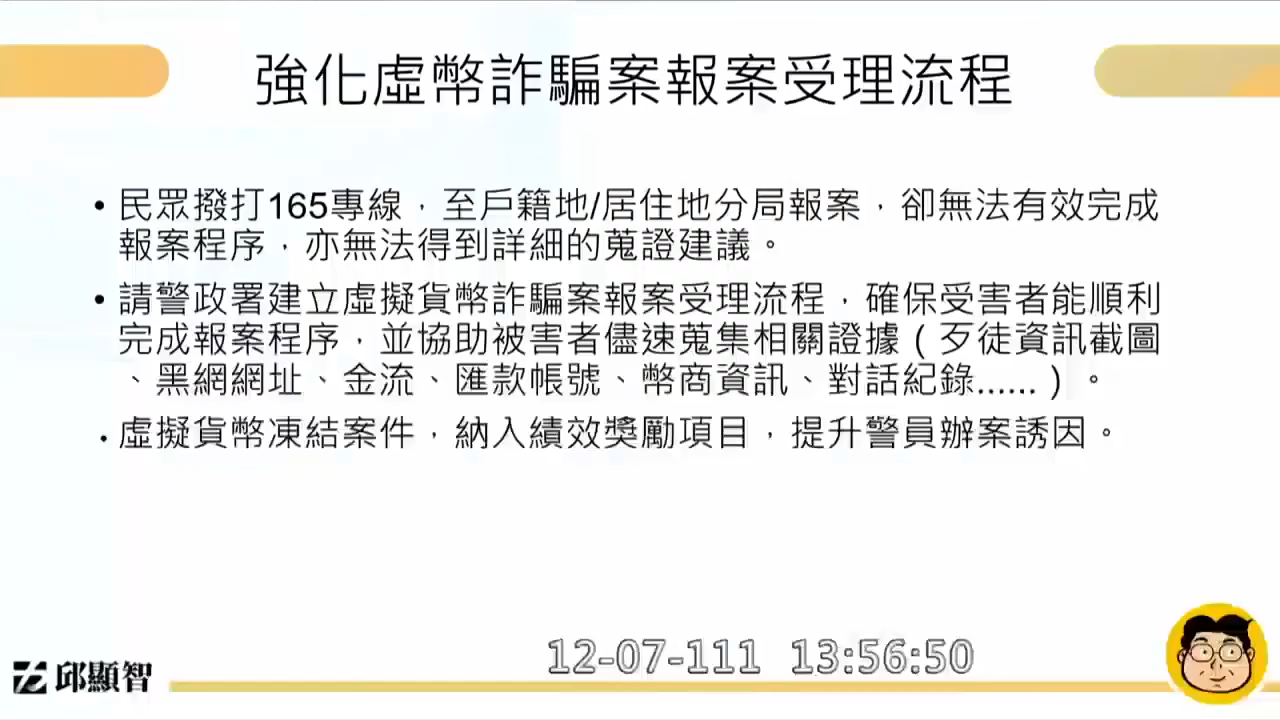 強化虛幣詐騙案報案受理流程
• 民眾撥打165專線，至戶籍地/居住地分局報案，卻無法有效完成
報案程序，亦無法得到詳細的蒐證建議。
• 請警政署建立虛擬貨幣詐騙案報案受理流程，確保受害者能順利
完成報案程序，並協助被害者儘速蒐集相關證據（歹徒資訊截圖
、黑網網址、金流、匯款帳號、幣商資訊、對話紀錄......）。
• 虛擬貨幣凍結案件，納入績效獎勵項目，提升警員辦案誘因。
12-07-111 13:56:50
邱顯智